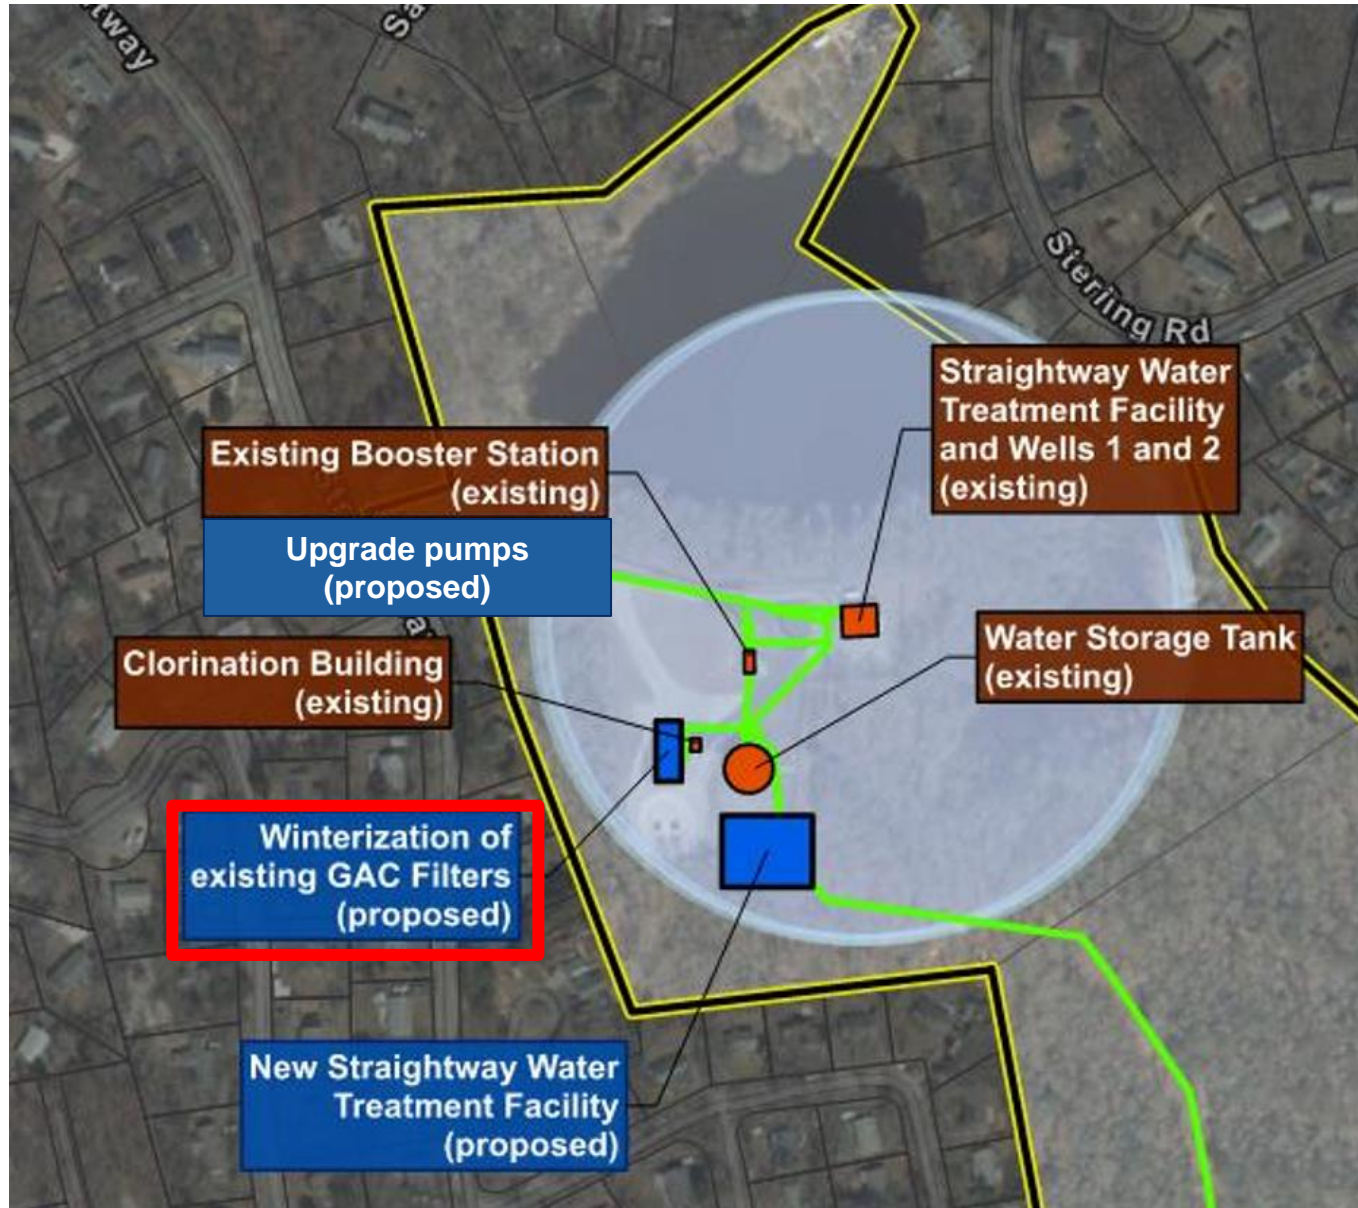 Sterling Rd
Straightway Water
Treatment Facility
and Wells 1 and 2
(existing)
Existing Booster Station
(existing)
Upgrade pumps
(proposed)
Water Storage Tank
(existing)
Clorination Building
(existing)
Winterization of
existing GAC Filters
(proposed)
New Straightway Water
Treatment Facility
(proposed)